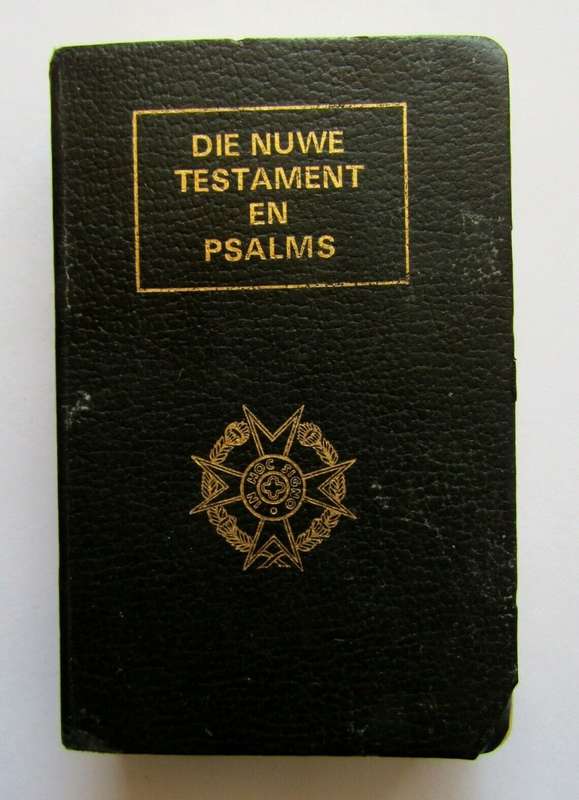 DIE NUWE
TESTAMENT
EN
PSALMS
IN HOC SIGNO